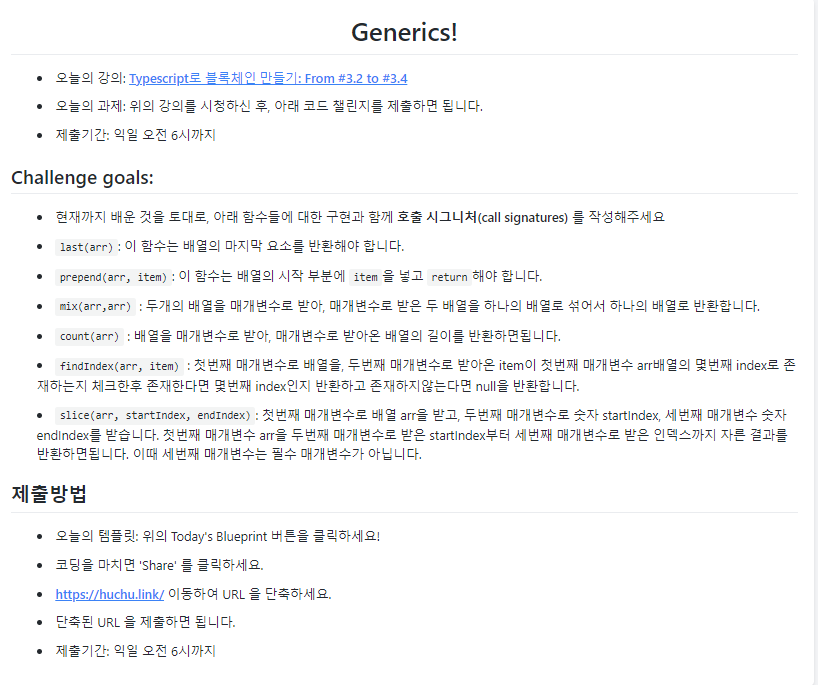 Generics!
오늘의 강의: Typescript로 블록체인 만들기: From #3.2 to #3.4
오늘의 과제: 위의 강의를 시청하신 후, 아래 코드 챌린지를 제출하면 됩니다.
제출기간: 익일 오전 6시까지
Challenge goals:
현재까지 배운 것을 토대로, 아래 함수들에 대한 구현과 함께 호출 시그니처(call signatures) 를 작성해주세요
last(arr) : 이 함수는 배열의 마지막 요소를 반환해야 합니다.
prepend(arr, item) : 이 함수는 배열의 시작 부분에 item 을 넣고 return 해야 합니다.
mix(arr,arr) : 두개의 배열을 매개변수로 받아, 매개변수로 받은 두 배열을 하나의 배열로 섞어서 하나의 배열로 반환합니다.
count(arr) : 배열을 매개변수로 받아, 매개변수로 받아온 배열의 길이를 반환하면됩니다.
findIndex(arr, item) : 첫번째 매개변수로 배열을, 두번째 매개변수로 받아온 item이 첫번째 매개변수 arr배열의 몇번째 index로 존
재하는지 체크한후 존재한다면 몇번째 index인지 반환하고 존재하지않는다면 null을 반환합니다.
slice(arr, startIndex, endIndex) : 첫번째 매개변수로 배열 arr을 받고, 두번째 매개변수로 숫자 startIndex, 세번째 매개변수 숫자
endIndex를 받습니다. 첫번째 매개변수 arr을 두번째 매개변수로 받은 startIndex부터 세번째 매개변수로 받은 인덱스까지 자른 결과를
반환하면됩니다. 이때 세번째 매개변수는 필수 매개변수가 아닙니다.
제출방법
오늘의 템플릿: 위의 Today's Blueprint 버튼을 클릭하세요!
코딩을 마치면 'Share' 를 클릭하세요.
https://huchu.link/ 이동하여 URL 을 단축하세요.
단축된 URL 을 제출하면 됩니다.
제출기간: 익일 오전 6시까지